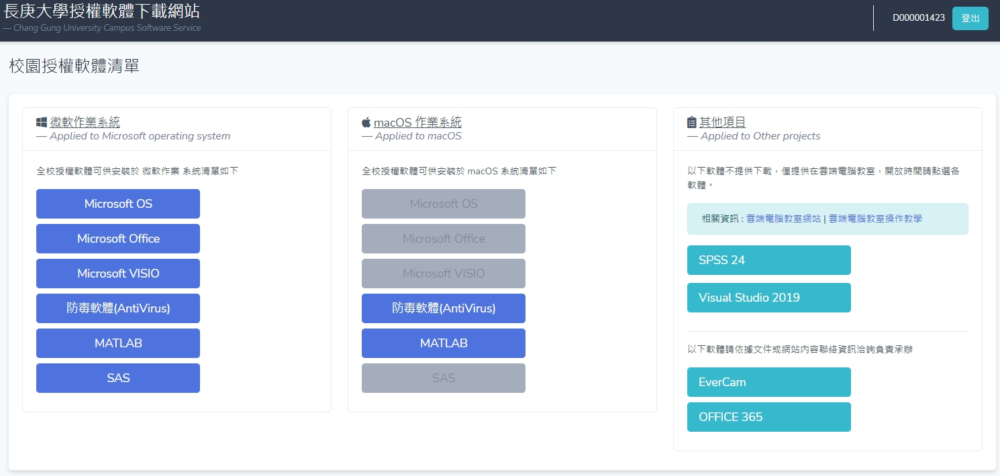 長庚大學授權軟體下載網站
— Chang Gung University Campus Software Service
D000001423
登出
校園授權軟體清單
微軟作業系統
— Applied to Microsoft operating system
全校授權軟體可供安裝於 微軟作業 系統清單如下
Microsoft OS
Microsoft Office
Microsoft VISIO
防毒軟體(AntiVirus)
MATLAB
SAS
macOS 作業系統
— Applied to macOS
全校授權軟體可供安裝於 macOS 系統清單如下
Microsoft OS
Microsoft Office
Microsoft VISIO
防毒軟體(AntiVirus)
MATLAB
SAS
其他項目
— Applied to Other projects
以下軟體不提供下載，僅提供在雲端電腦教室，開放時間請點選各
軟體。
相關資訊 : 雲端電腦教室網站 | 雲端電腦教室操作教學
SPSS 24
Visual Studio 2019
以下軟體請依據文件或網站內容聯絡資訊洽詢負責承辦
EverCam
OFFICE 365